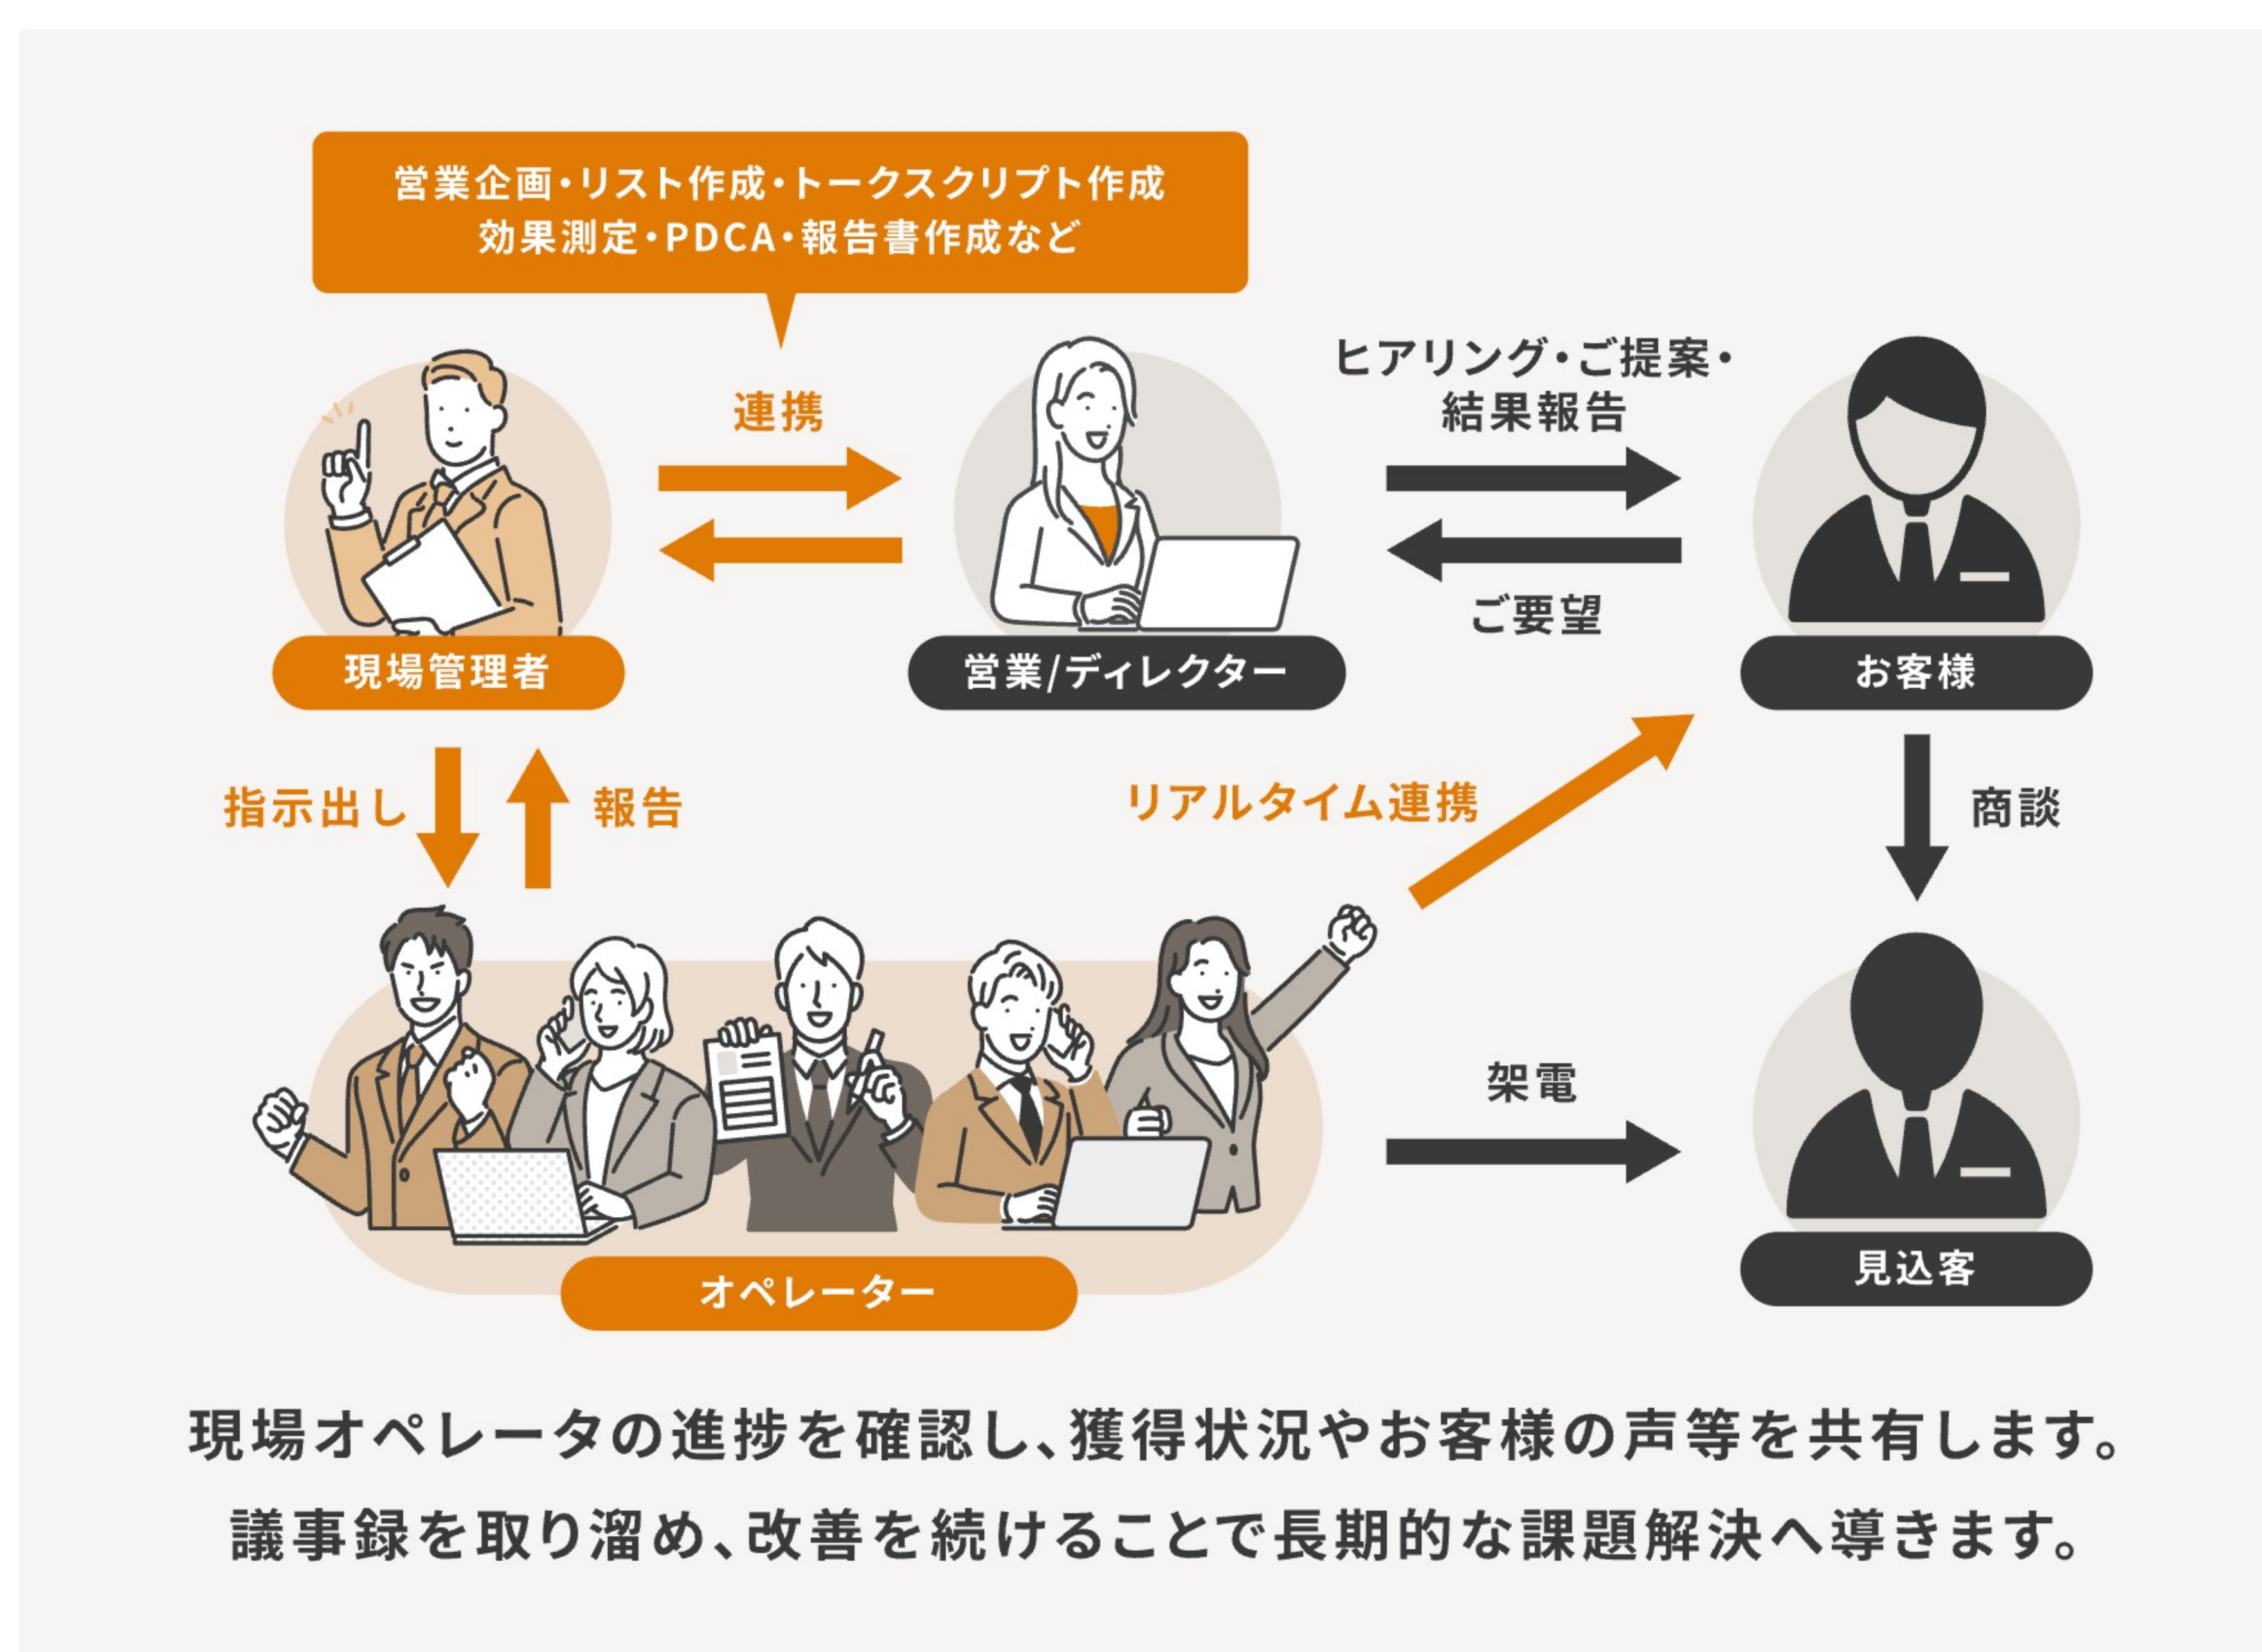 営業企画・リスト作成・トークスクリプト作成
効果測定・PDCA・報告書作成など
連携
ヒアリング・ご提案・
結果報告
ご要望
現場管理者
営業/ディレクター
お客様
指示出し
報告
リアルタイム連携
商談
架電
オペレーター
見込客
現場オペレータの進捗を確認し、獲得状況やお客様の声等を共有します。
議事録を取り溜め、改善を続けることで長期的な課題解決へ導きます。